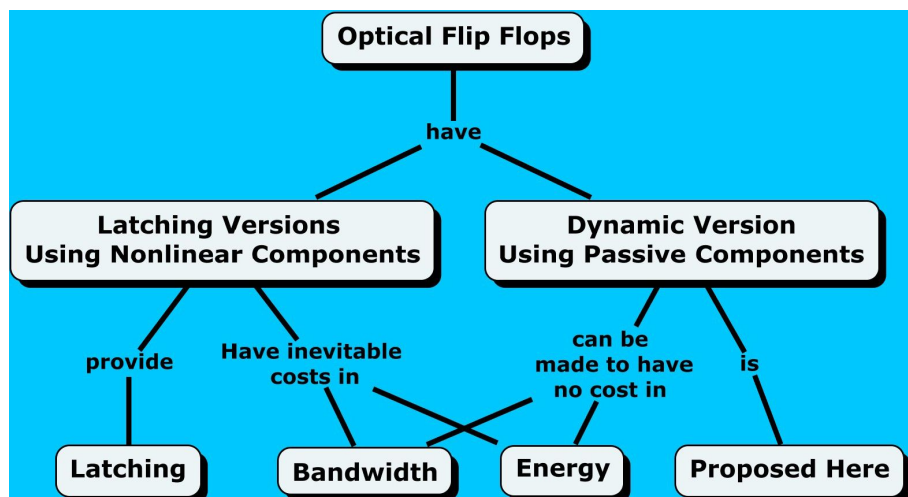 Optical Flip Flops
have
Latching Versions
Using Nonlinear Components
Dynamic Version
Using Passive Components
provide
Have inevitable
costs in
can be
made to have
no cost in
is
Latching
Bandwidth
Energy
Proposed Here